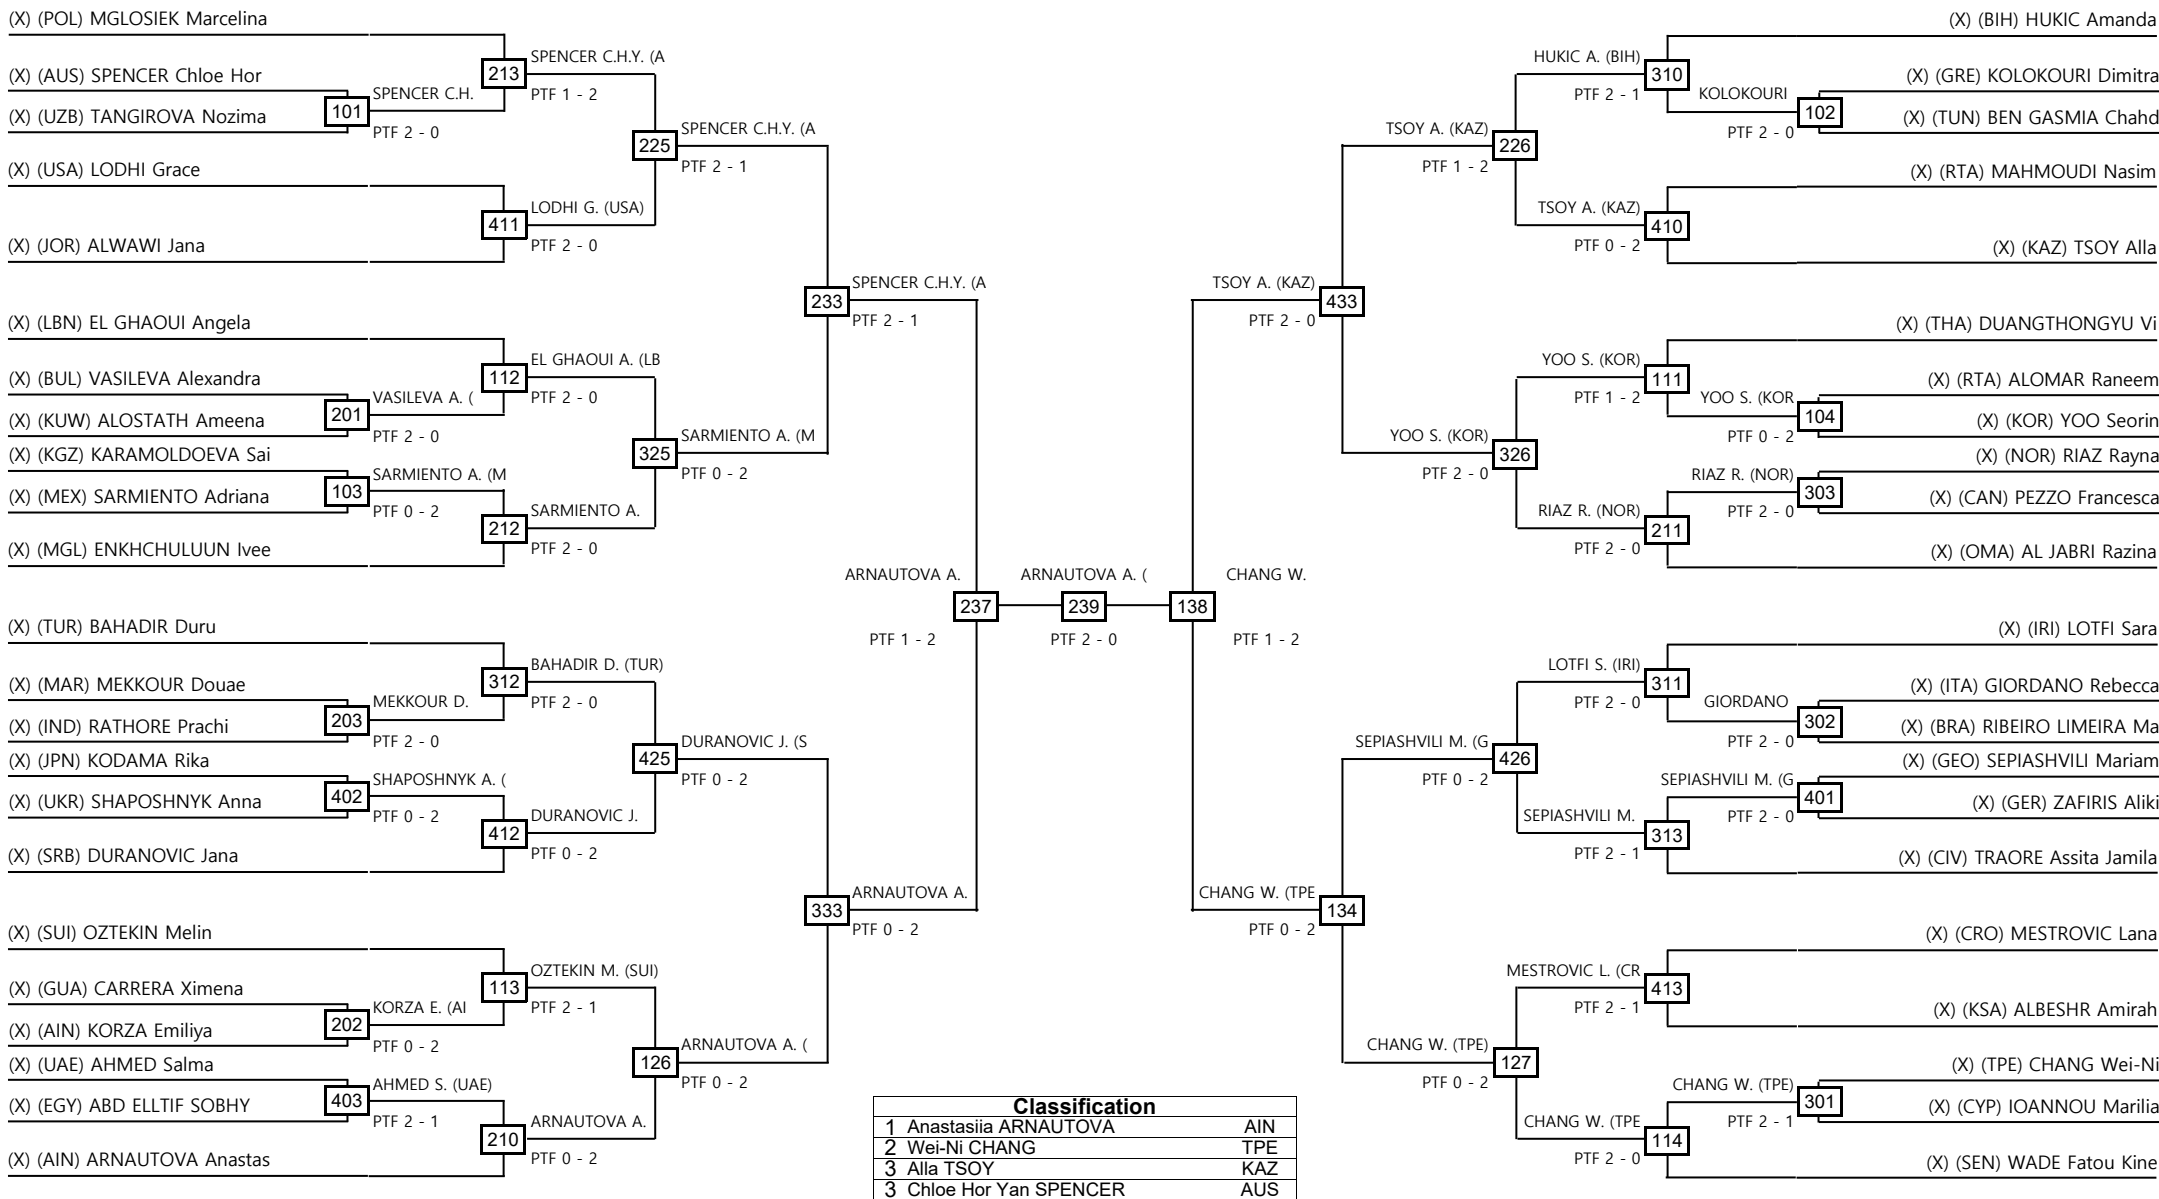 (X) (POL) MGLOSIEK Marcelina
(X) (AUS) SPENCER Chloe Hor
(X) (UZB) TANGIROVA Nozima
(X) (USA) LODHI Grace
(X) (JOR) ALWAWI Jana
(X) (LBN) EL GHAOUI Angela
(X) (BUL) VASILEVA Alexandra
(X) (KUW) ALOSTATH Ameena
(X) (KGZ) KARAMOLDOEVA Sai
(X) (MEX) SARMIENTO Adriana
(X) (MGL) ENKHCHULUUN Ivee
(X) (TUR) BAHADIR Duru
(X) (MAR) MEKKOUR Douae
(X) (IND) RATHORE Prachi
(X) (JPN) KODAMA Rika
(X) (UKR) SHAPOSHNYK Anna
(X) (SRB) DURANOVIC Jana
(X) (SUI) OZTEKIN Melin
(X) (GUA) CARRERA Ximena
(X) (AIN) KORZA Emiliya
(X) (UAE) AHMED Salma
(X) (EGY) ABD ELLTIF SOBHY
(X) (AIN) ARNAUTOVA Anastas
101
SPENCER C.H.
PTF 2 - 0
201
VASILEVA A. (
PTF 2 - 0
103
SARMIENTO A. (M
PTF 0 - 2
203
MEKKOUR D.
PTF 2 - 0
402
SHAPOSHNYK A. (
PTF 0 - 2
202
KORZA E. (AI
PTF 0 - 2
403
AHMED S. (UAE)
PTF 2 - 1
213
SPENCER C.H.Y. (A
PTF 1 - 2
411
LODHI G. (USA)
PTF 2 - 0
112
EL GHAOUI A. (LB
PTF 2 - 0
212
SARMIENTO A.
PTF 2 - 0
312
BAHADIR D. (TUR)
PTF 2 - 0
412
DURANOVIC J.
PTF 0 - 2
113
OZTEKIN M. (SUI)
PTF 2 - 1
210
ARNAUTOVA A.
PTF 0 - 2
225
SPENCER C.H.Y. (A
PTF 2 - 1
325
SARMIENTO A. (M
PTF 0 - 2
425
DURANOVIC J. (S
PTF 0 - 2
126
ARNAUTOVA A. (
PTF 0 - 2
233
SPENCER C.H.Y. (A
PTF 2 - 1
333
ARNAUTOVA A.
PTF 0 - 2
ARNAUTOVA A.
237
PTF 1 - 2
ARNAUTOVA A. (
239
PTF 2 - 0
CHANG W.
138
PTF 1 - 2
TSOY A. (KAZ)
433
PTF 2 - 0
CHANG W. (TPE
134
PTF 0 - 2
TSOY A. (KAZ)
226
PTF 1 - 2
YOO S. (KOR)
326
PTF 2 - 0
SEPIASHVILI M. (G
426
PTF 0 - 2
CHANG W. (TPE)
127
PTF 0 - 2
HUKIC A. (BIH)
310
PTF 2 - 1
TSOY A. (KAZ)
410
PTF 0 - 2
YOO S. (KOR)
111
PTF 1 - 2
RIAZ R. (NOR)
211
PTF 2 - 0
LOTFI S. (IRI)
311
PTF 2 - 0
SEPIASHVILI M.
313
PTF 2 - 1
MESTROVIC L. (CR
413
PTF 2 - 1
CHANG W. (TPE
114
PTF 2 - 0
KOLOKOURI
102
PTF 2 - 0
YOO S. (KOR
104
PTF 0 - 2
RIAZ R. (NOR)
303
PTF 2 - 0
GIORDANO
302
PTF 2 - 0
SEPIASHVILI M. (G
401
PTF 2 - 0
CHANG W. (TPE)
301
PTF 2 - 1
(X) (BIH) HUKIC Amanda
(X) (GRE) KOLOKOURI Dimitra
(X) (TUN) BEN GASMIA Chahd
(X) (RTA) MAHMOUDI Nasim
(X) (KAZ) TSOY Alla
(X) (THA) DUANGTHONGYU Vi
(X) (RTA) ALOMAR Raneem
(X) (KOR) YOO Seorin
(X) (NOR) RIAZ Rayna
(X) (CAN) PEZZO Francesca
(X) (OMA) AL JABRI Razina
(X) (IRI) LOTFI Sara
(X) (ITA) GIORDANO Rebecca
(X) (BRA) RIBEIRO LIMEIRA Ma
(X) (GEO) SEPIASHVILI Mariam
(X) (GER) ZAFIRIS Aliki
(X) (CIV) TRAORE Assita Jamila
(X) (CRO) MESTROVIC Lana
(X) (KSA) ALBESHR Amirah
(X) (TPE) CHANG Wei-Ni
(X) (CYP) IOANNOU Marilia
(X) (SEN) WADE Fatou Kine
Classification
1 Anastasiia ARNAUTOVA AIN
2 Wei-Ni CHANG TPE
3 Alla TSOY KAZ
3 Chloe Hor Yan SPENCER AUS